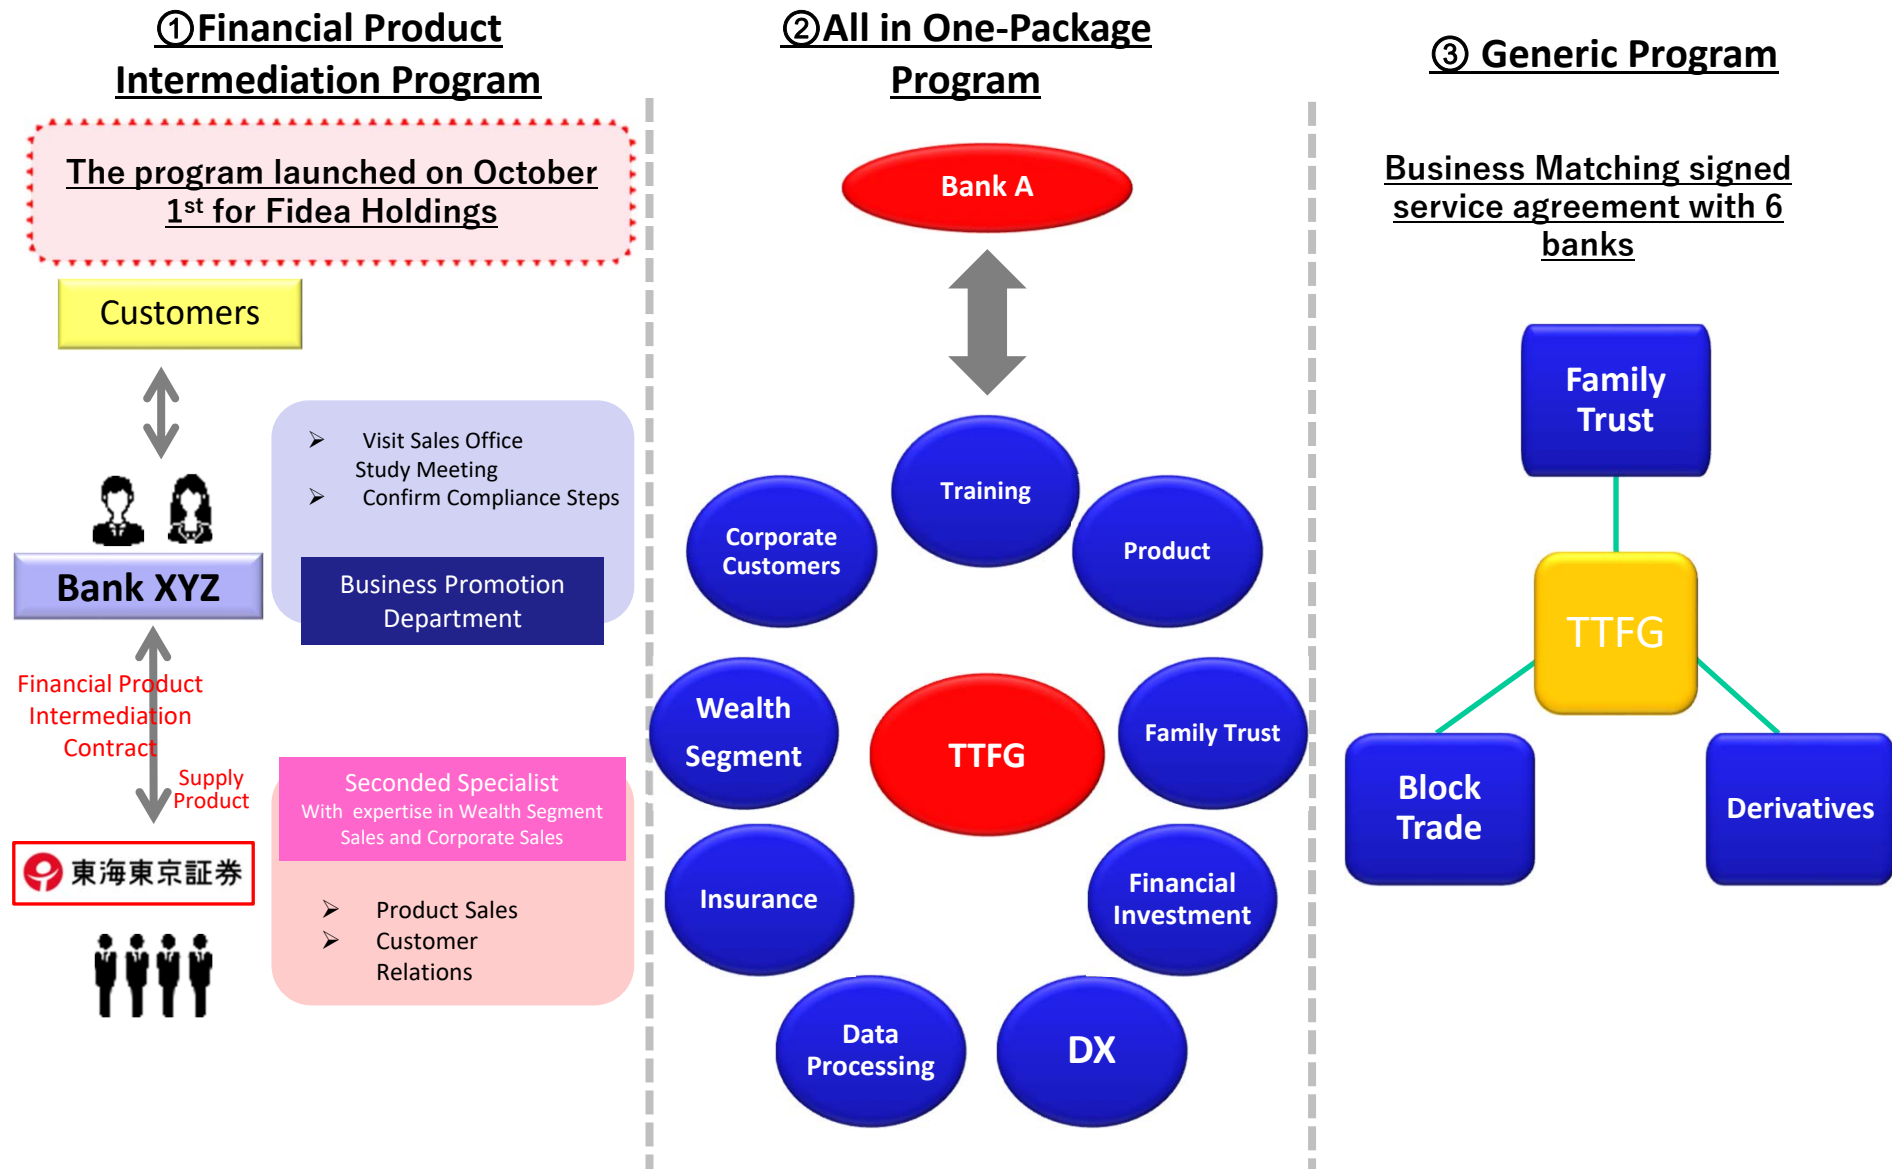 ①Financial Product
Intermediation Program
The program launched on October
1st for Fidea Holdings
Customers
➢ Visit Sales Office
Study Meeting
➢ Confirm Compliance Steps
Business Promotion
Department
Bank XYZ
Financial Product
Intermediation
Contract
Supply
Product
Seconded Specialist
With expertise in Wealth Segment
Sales and Corporate Sales
東海東京証券
➢ Product Sales
➢ Customer
Relations
②All in One-Package
Program
Bank A
Training
Corporate
Customers
Product
Wealth
Segment
TTFG
Family Trust
Insurance
Financial
Investment
Data
Processing
DX
③ Generic Program
Business Matching signed
service agreement with 6
banks
Family
Trust
TTFG
Block
Trade
Derivatives